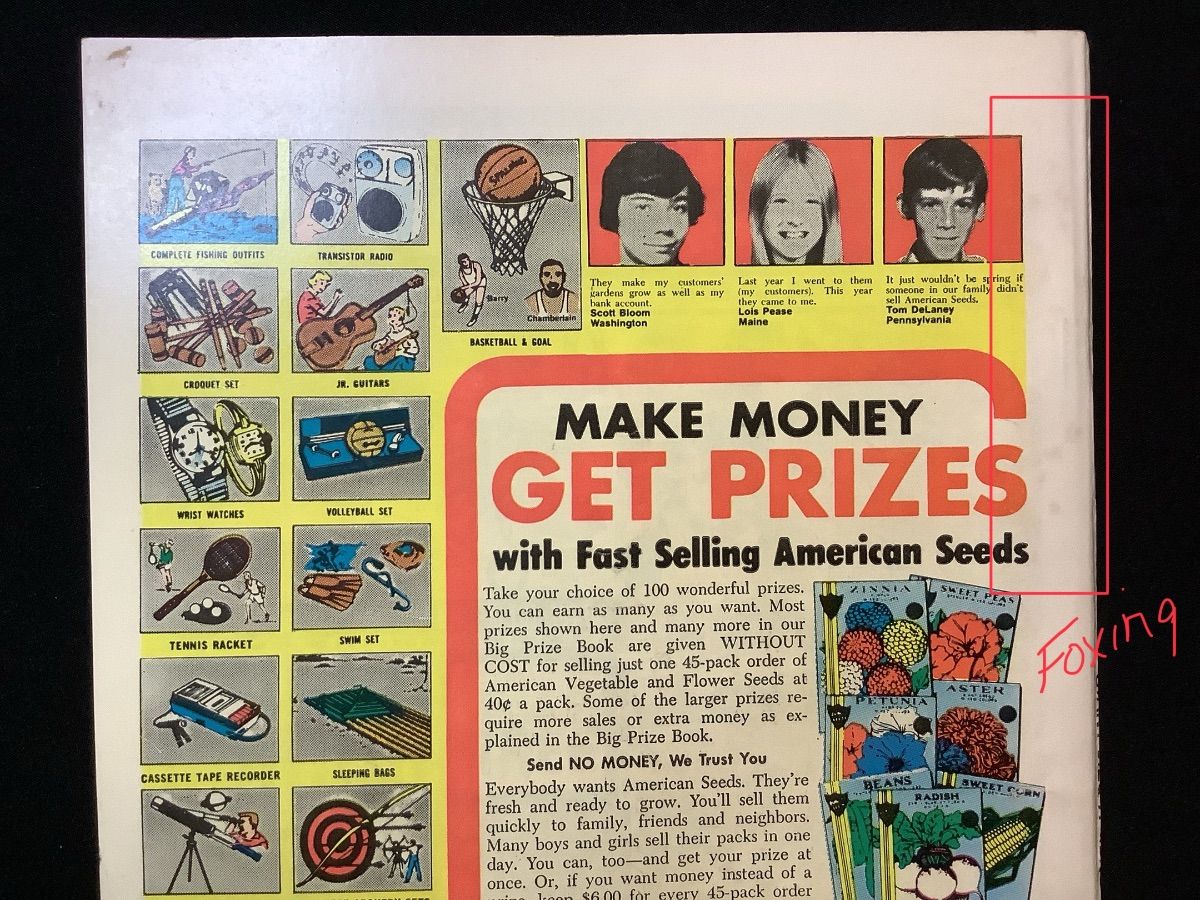 COMPLETE FISHING OUTFITS
TRANSISTOR RADIO
SPALDING
Barry
Chamberlain
BASKETBALL & GOAL
They make my customers'
gardens grow as well as my
bank account.
Scott Bloom
Washington
Last year I went to them
(my customers). This year
they came to me.
Lois Pease
Maine
It just wouldn't be spring if
someone in our family didn't
sell American Seeds.
Tom DeLaney
Pennsylvania
CROQUET SET
JR. GUITARS
WRIST WATCHES
VOLLEYBALL SET
TENNIS RACKET
SWIM SET
CASSETTE TAPE RECORDER
SLEEPING BAGS
MAKE MONEY
GET PRIZES
with Fast Selling American Seeds
Take your choice of 100 wonderful prizes.
You can earn as many as you want. Most
prizes shown here and many more in our
Big Prize Book are given WITHOUT
COST for selling just one 45-pack order of
American Vegetable and Flower Seeds at
40¢ a pack. Some of the larger prizes re-
quire more sales or extra money as ex-
plained in the Big Prize Book.
Send NO MONEY, We Trust You
Everybody wants American Seeds. They're
fresh and ready to grow. You'll sell them
quickly to family, friends and neighbors.
Many boys and girls sell their packs in one
day. You can, too—and get your prize at
once. Or, if you want money instead of a
prize, keep $6.00 for every 45-pack order
ZINNIA
SWEET PEAS
PETUNIA
ASTER
BEANS
RADISH
SWEET CORN
Foxing